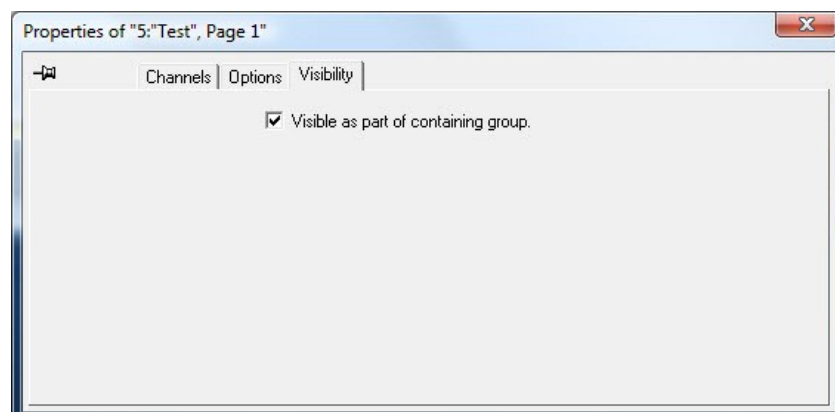 Properties of "5:"Test", Page 1"
Channels Options Visibility
Visible as part of containing group.